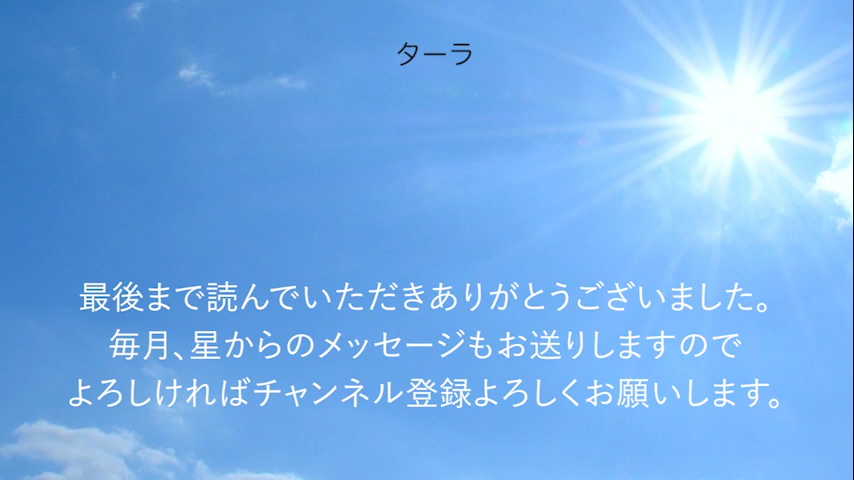 ターラ
最後まで読んでいただきありがとうございました。
毎月、星からのメッセージもお送りしますので
よろしければチャンネル登録よろしくお願いします。